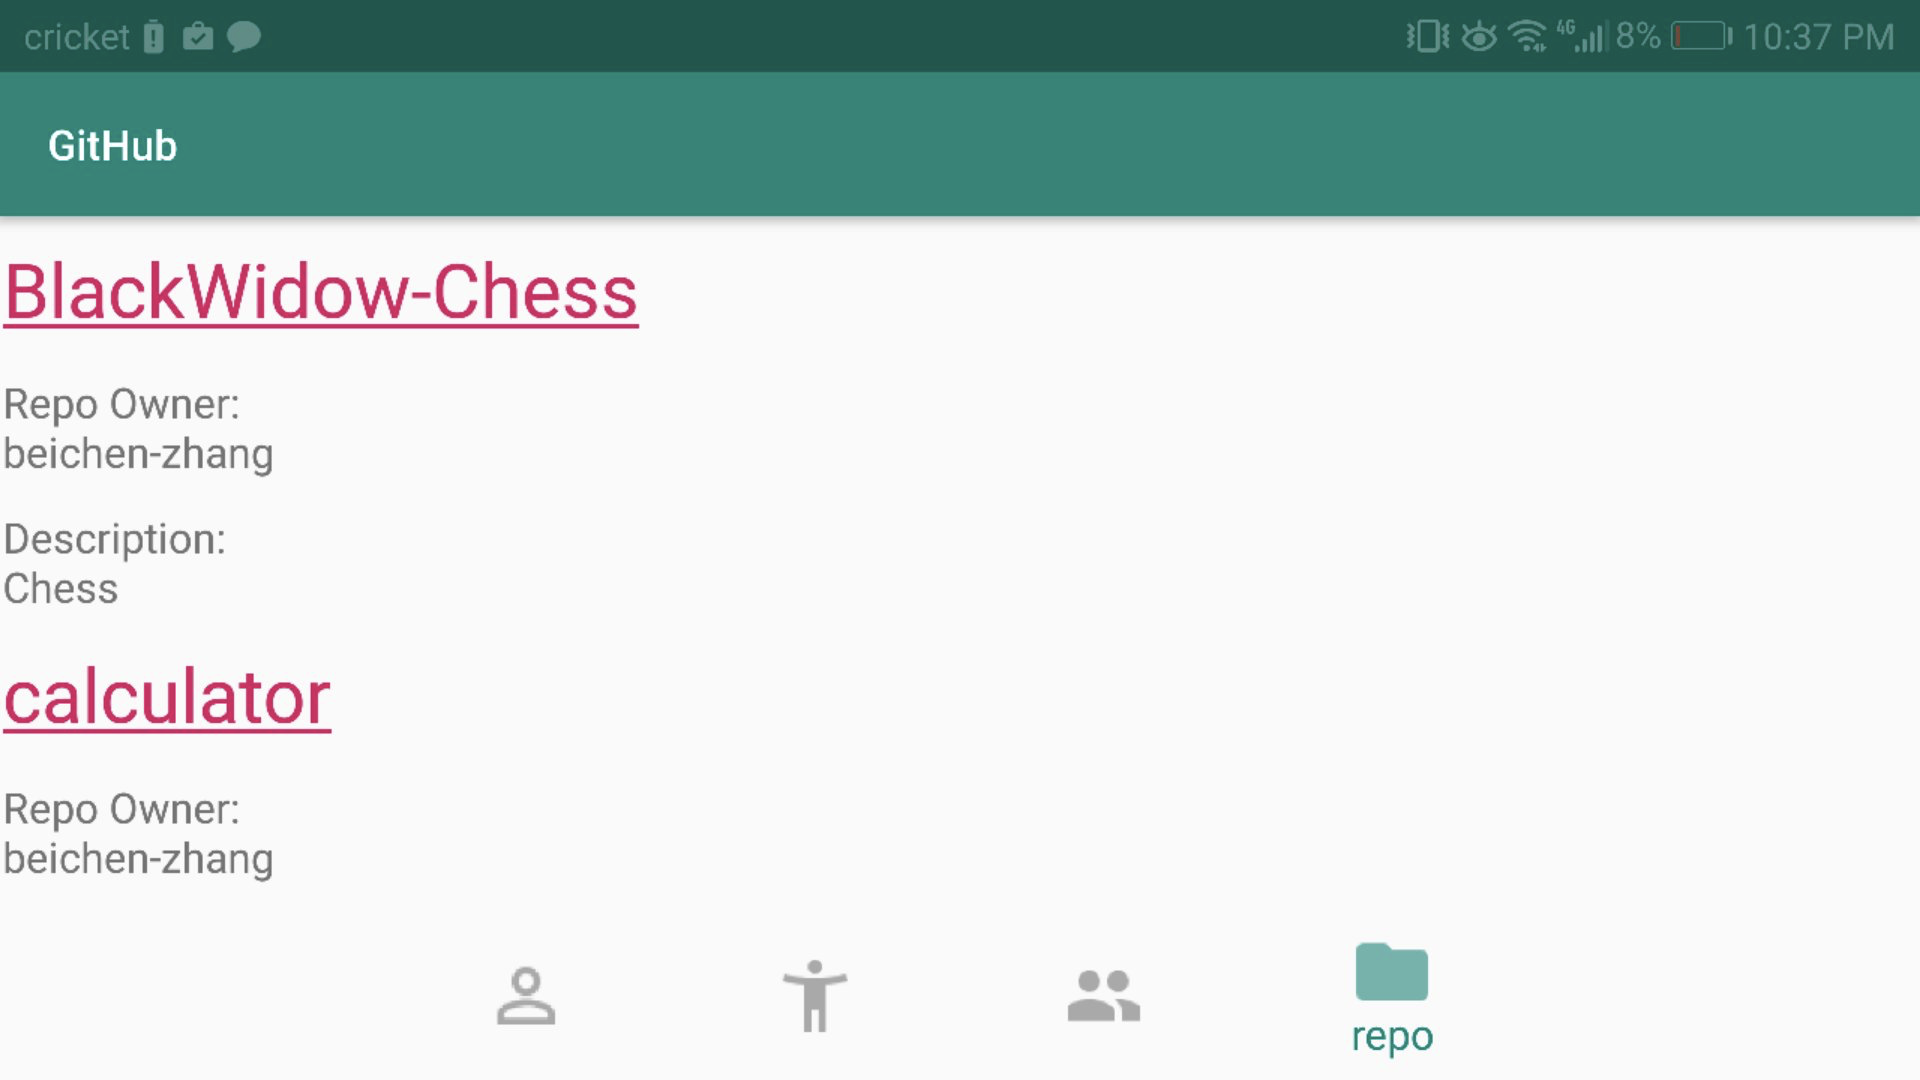 cricket 4G 8% 10:37 PM
GitHub
BlackWidow-Chess
Repo Owner:
beichen-zhang
Description:
Chess
calculator
Repo Owner:
beichen-zhang
repo